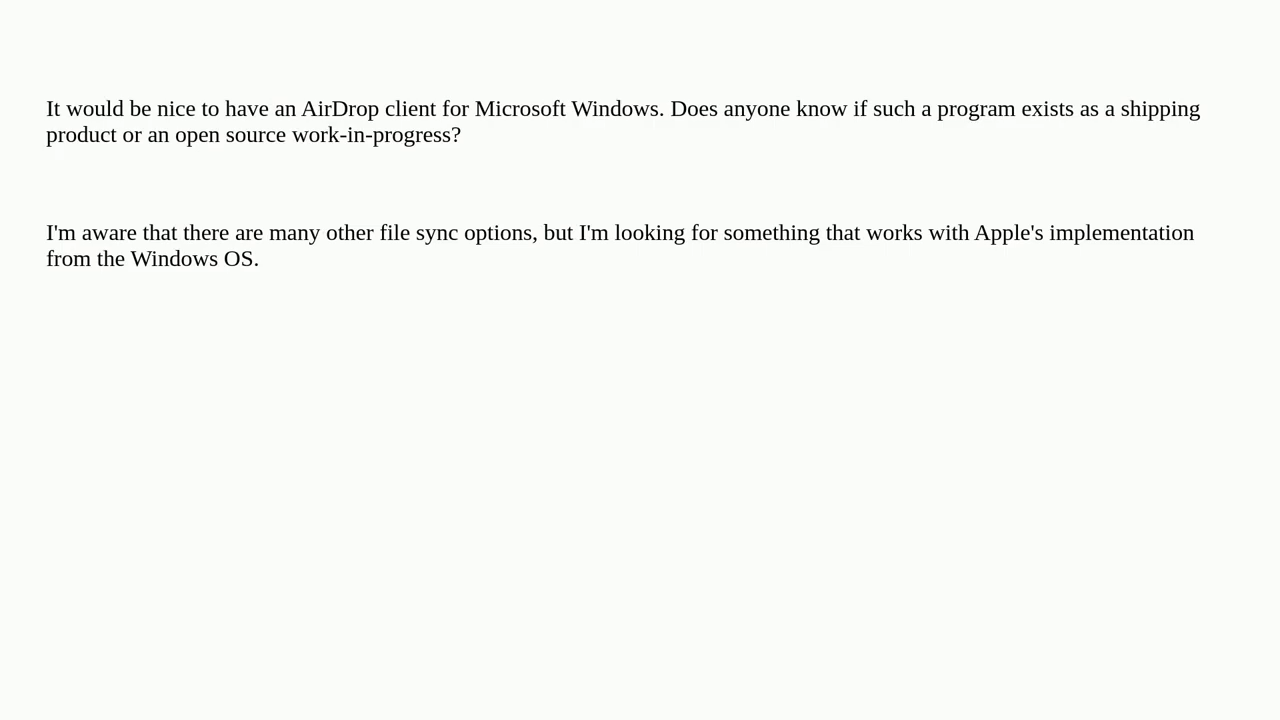 It would be nice to have an AirDrop client for Microsoft Windows. Does anyone know if such a program exists as a shipping
product or an open source work-in-progress?
I'm aware that there are many other file sync options, but I'm looking for something that works with Apple's implementation
from the Windows OS.